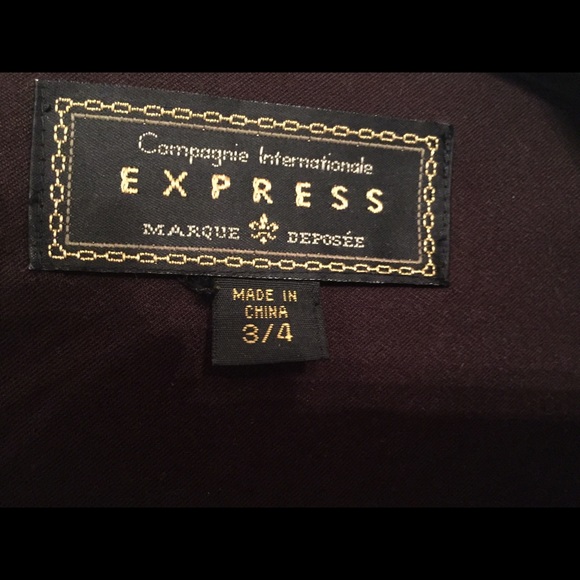 Compagnie Internationale
EXPRESS
MARQUE DEPOSÉE
MADE IN
CHINA
3/4